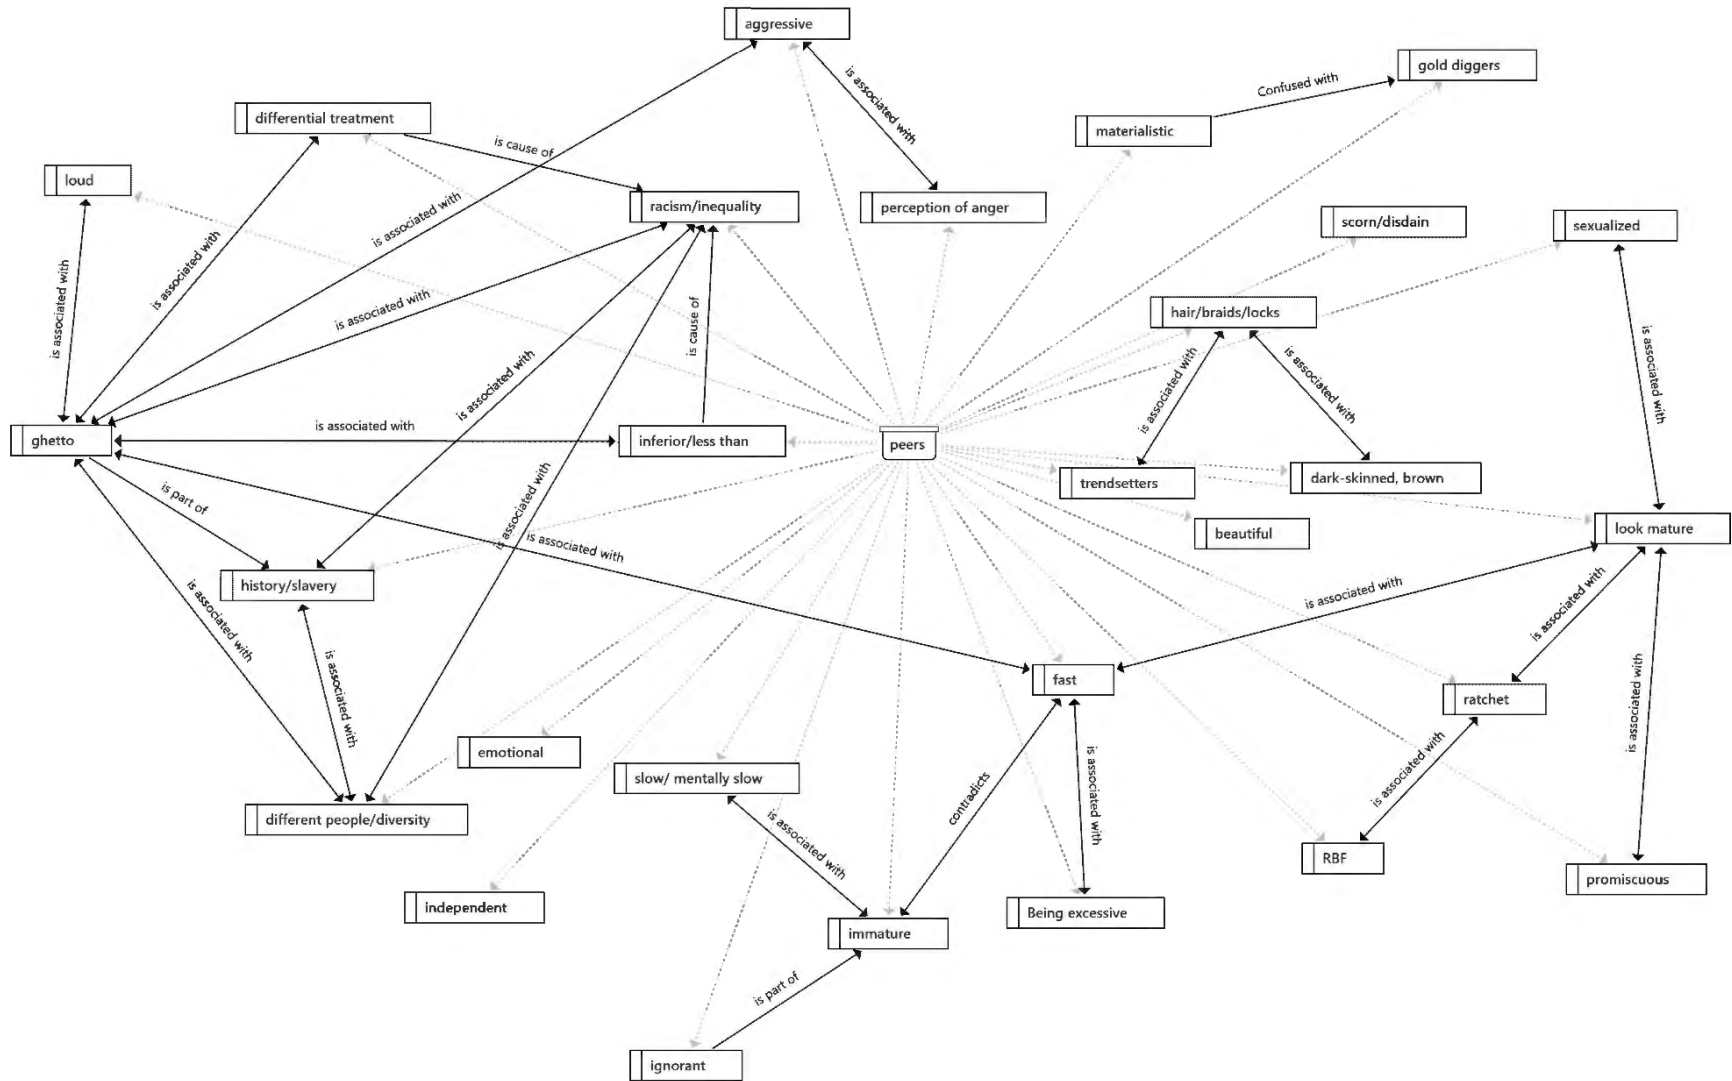 aggressive
gold diggers
Confused with
is associated with
differential treatment
materialistic
is cause of
loud
racism/inequality
perception of anger
is associated with
scorn/disdain
sexualized
is associated with
is associated with
is associated with
hair/braids/locks
is cause of
is associated with
is associated with
is associated with
is associated with
ghetto
is associated with
inferior/less than
peers
trendsetters
dark-skinned, brown
is part of
is associated with
is associated with
beautiful
look mature
history/slavery
is associated with
is associated with
is associated with
is associated with
fast
ratchet
is associated with
emotional
slow/ mentally slow
contradicts
is associated with
is associated with
different people/diversity
is associated with
RBF
promiscuous
independent
Being excessive
immature
is part of
ignorant